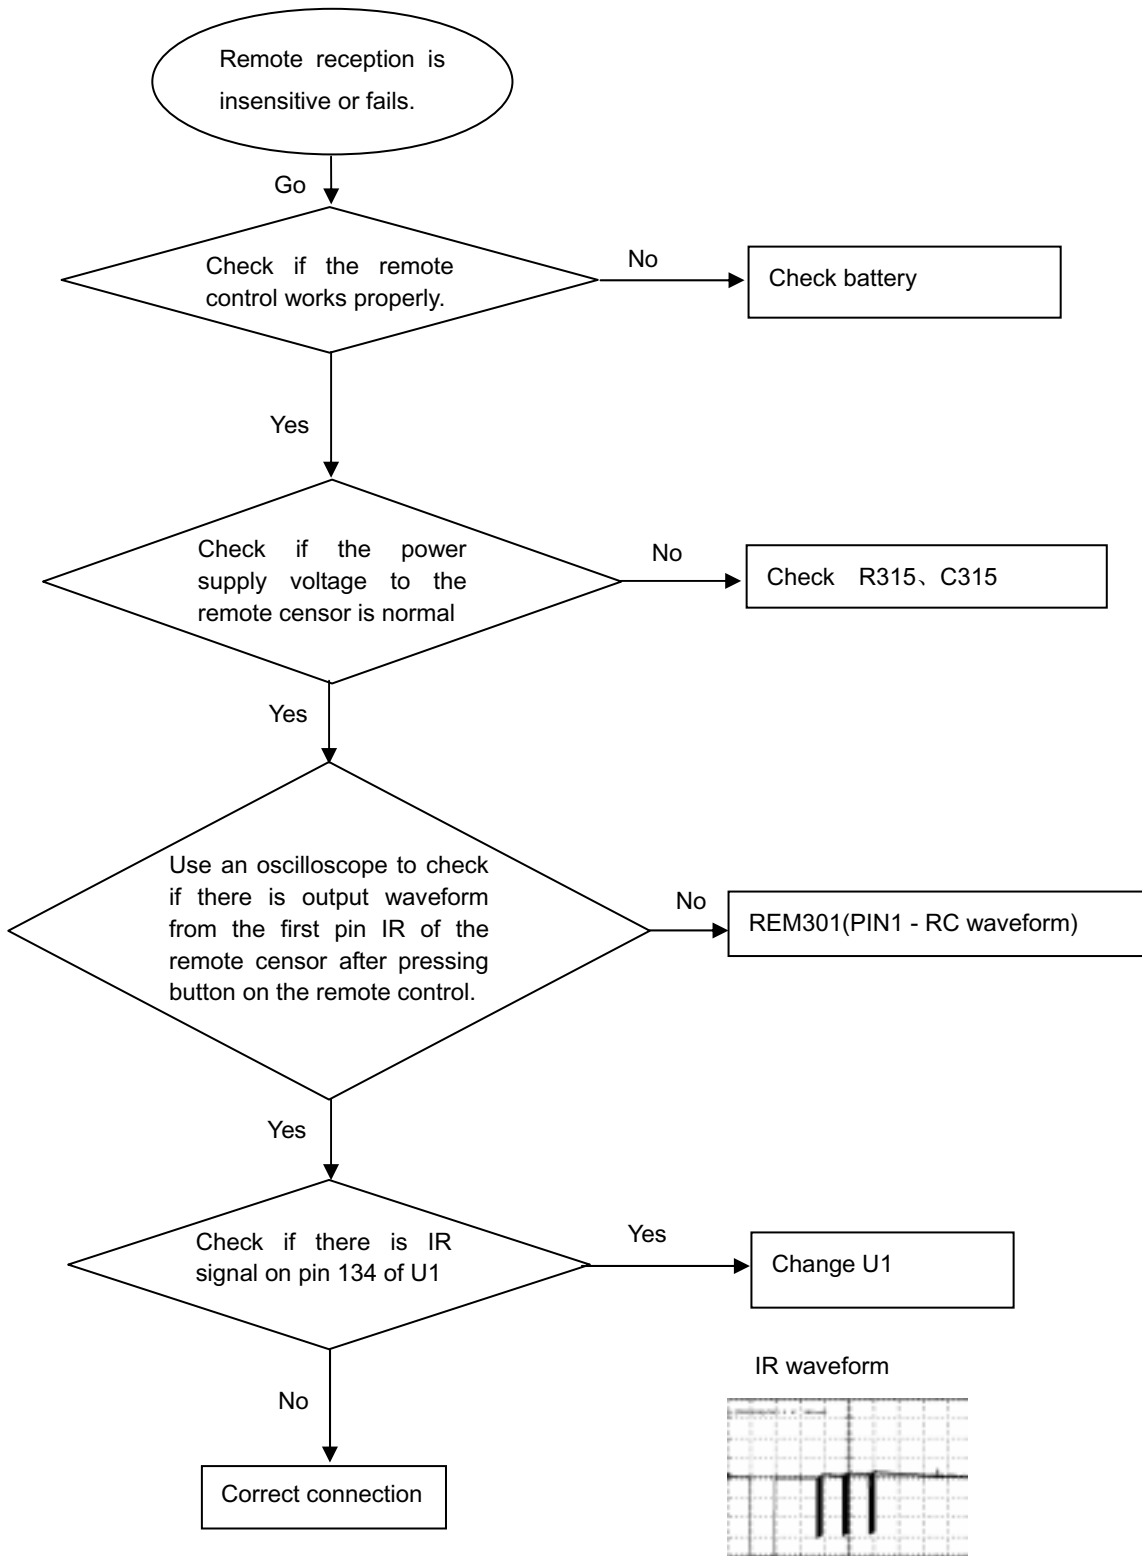 Remote reception is
insensitive or fails.
Go
Check if the remote
control works properly.
No
Check battery
Yes
Check if the power
supply voltage to the
remote censor is normal
No
Check R315、C315
Yes
Use an oscilloscope to check
if there is output waveform
from the first pin IR of the
remote censor after pressing
button on the remote control.
No
REM301(PIN1 - RC waveform)
Yes
Check if there is IR
signal on pin 134 of U1
Yes
Change U1
No
Correct connection
IR waveform